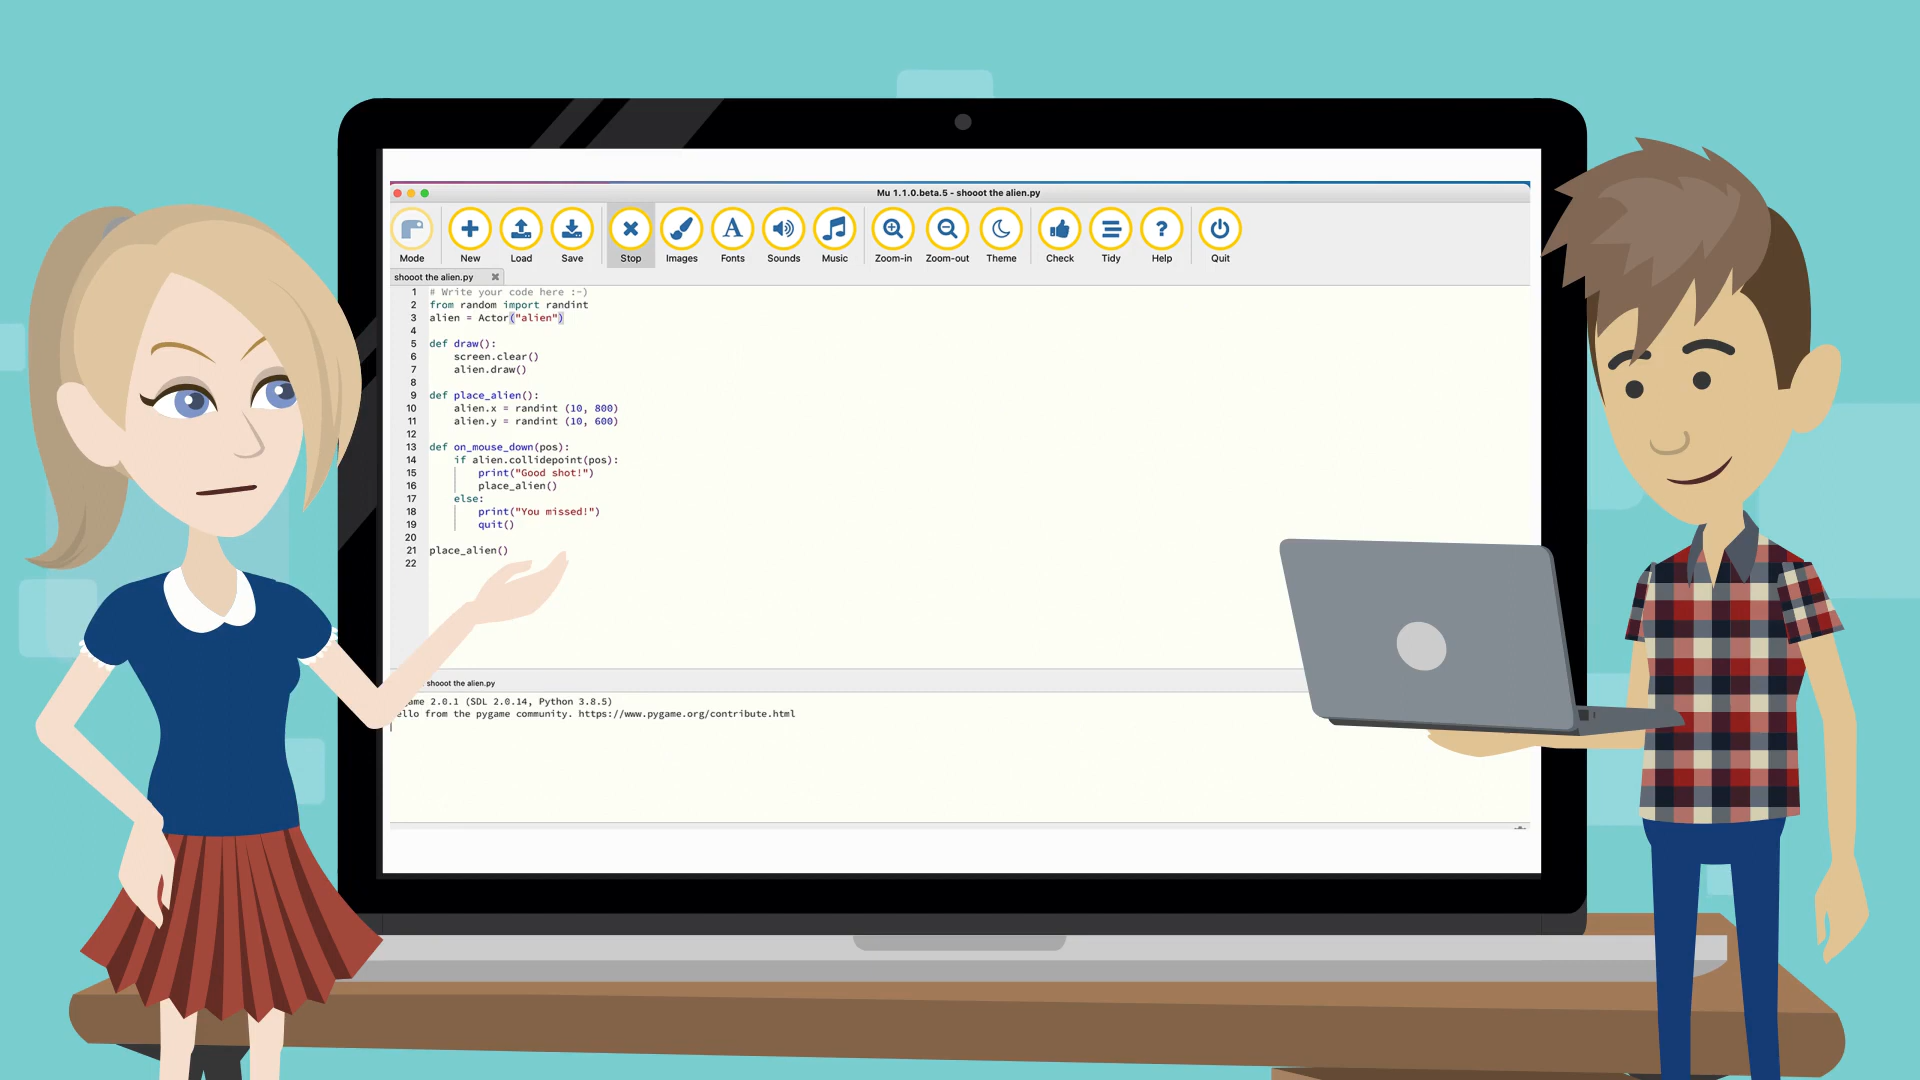 Mu 1.1.0.beta.5 - shooot the alien.py
Mode New Load Save Stop Images Fonts Sounds Music Zoom-in Zoom-out Theme Check Tidy Help Quit
shooot the alien.py
1 # Write your code here :-)
2 from random import randint
3 alien = Actor("alien")
4
5 def draw():
6 screen.clear()
7 alien.draw()
8
9 def place_alien():
10 alien.x = randint (10, 800)
11 alien.y = randint (10, 600)
12
13 def on_mouse_down(pos):
14 if alien.collidepoint(pos):
15 print("Good shot!")
16 place_alien()
17 else:
18 print("You missed!")
19 quit()
20
21 place_alien()
22
shooot the alien.py
2.0.1 (SDL 2.0.14, Python 3.8.5)
from the pygame community. https://www.pygame.org/contribute.html